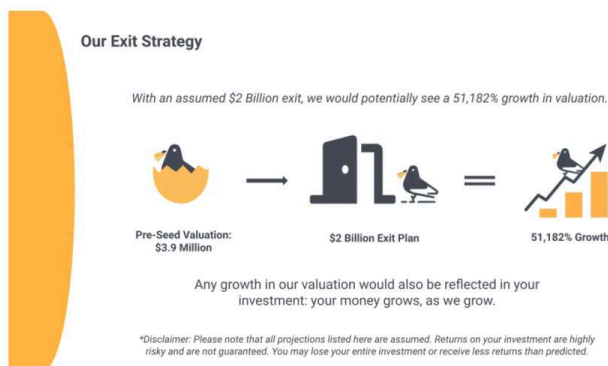 Our Exit Strategy
With an assumed $2 Billion exit, we would potentially see a 51,182% growth in valuation.
Pre-Seed Valuation:
$3.9 Million
$2 Billion Exit Plan
51,182% Growth
Any growth in our valuation would also be reflected in your
investment: your money grows, as we grow.
*Disclaimer: Please note that all projections listed here are assumed. Returns on your investment are highly
risky and are not guaranteed. You may lose your entire investment or receive less returns than predicted.